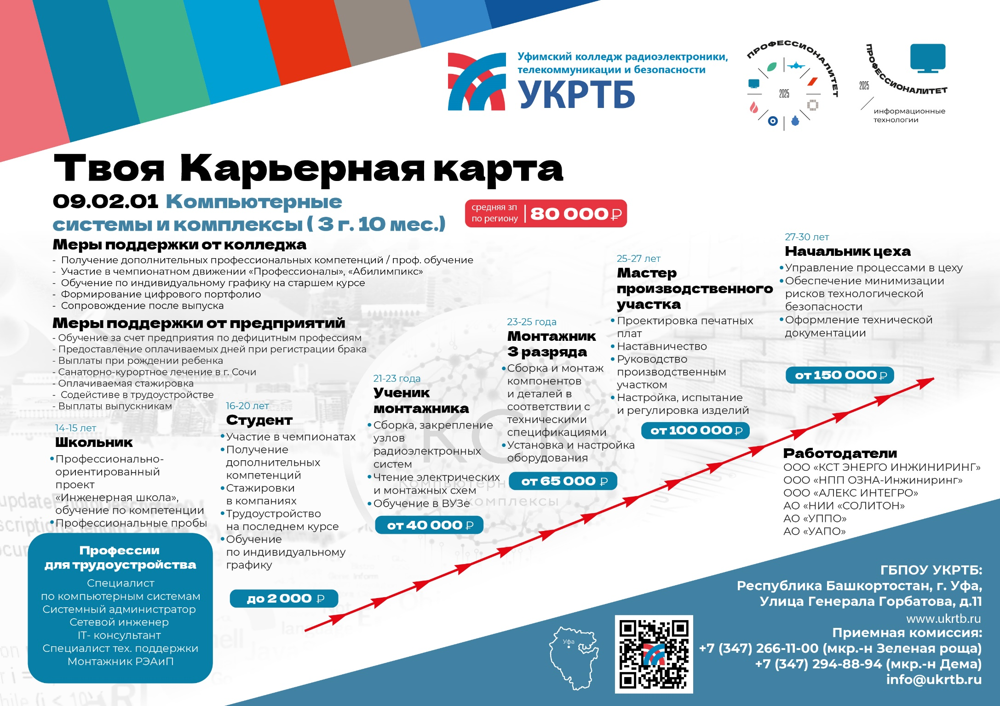 Уфимский колледж радиоэлектроники,
телекоммуникации и безопасности
УКРТБ
ПРОФЕССИОНАЛИТЕТ
2025
ПРОФЕССИОНАЛИТЕТ
2025
информационные
технологии
Твоя Карьерная карта
09.02.01 Компьютерные
системы и комплексы ( 3 г. 10 мес.)
средняя зп
по региону
80 000 ₽
Меры поддержки от колледжа
- Получение дополнительных профессиональных компетенций / проф. обучение
- Участие в чемпионатном движении «Профессионалы», «Абилимпикс»
- Обучение по индивидуальному графику на старшем курсе
- Формирование цифрового портфолио
- Сопровождение после выпуска
Меры поддержки от предприятий
- Обучение за счет предприятия по дефицитным профессиям
- Предоставление оплачиваемых дней при регистрации брака
- Выплаты при рождении ребенка
- Санаторно-курортное лечение в г. Сочи
- Оплачиваемая стажировка
- Содейстиве в трудоустройстве
- Выплаты выпускникам
14-15 лет
Школьник
•Профессионально-
ориентированный
проект
«Инженерная школа»,
обучение по компетенции
•Профессиональные пробы
16-20 лет
Студент
•Участие в чемпионатах
•Получение
дополнительных
компетенций
•Стажировки
в компаниях
•Трудоустройство
на последнем курсе
•Обучение
по индивидуальному
графику
до 2 000 ₽
21-23 года
Ученик
монтажника
•Сборка, закрепление
узлов
радиоэлектронных
систем
•Чтение электрических
и монтажных схем
•Обучение в ВУЗе
от 40 000 ₽
23-25 года
Монтажник
3 разряда
•Сборка и монтаж
компонентов
и деталей в
соответствии с
техническими
спецификациями
•Установка и настройка
оборудования
от 65 000 ₽
25-27 лет
Мастер
производственного
участка
•Проектировка печатных
плат
•Наставничество
•Руководство
производственным
участком
•Настройка, испытание
и регулировка изделий
от 100 000 ₽
27-30 лет
Начальник цеха
•Управление процессами в цеху
•Обеспечение минимизации
рисков технологической
безопасности
•Оформление технической
документации
от 150 000 ₽
КСК
комплексы
Работодатели
ООО «КСТ ЭНЕРГО ИНЖИНИРИНГ»
ООО «НПП ОЗНА-Инжиниринг»
ООО «АЛЕКС ИНТЕГРО»
АО «НИИ «СОЛИТОН»
АО «УППО»
АО «УАПО»
Профессии
для трудоустройства
Специалист
по компьютерным системам
Системный администратор
Сетевой инженер
IT- консультант
Специалист тех. поддержки
Монтажник РЭАиП
Уфа
ГБПОУ УКРТБ:
Республика Башкортостан, г. Уфа,
Улица Генерала Горбатова, д.11
www.ukrtb.ru
Приемная комиссия:
+7 (347) 266-11-00 (мкр.-н Зеленая роща)
+7 (347) 294-88-94 (мкр.-н Дема)
info@ukrtb.ru